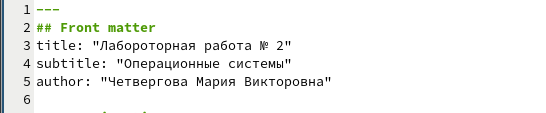 1 ---
2 ## Front matter
3 title: "Лабороторная работа № 2"
4 subtitle: "Операционные системы"
5 author: "Четвергова Мария Викторовна"
6